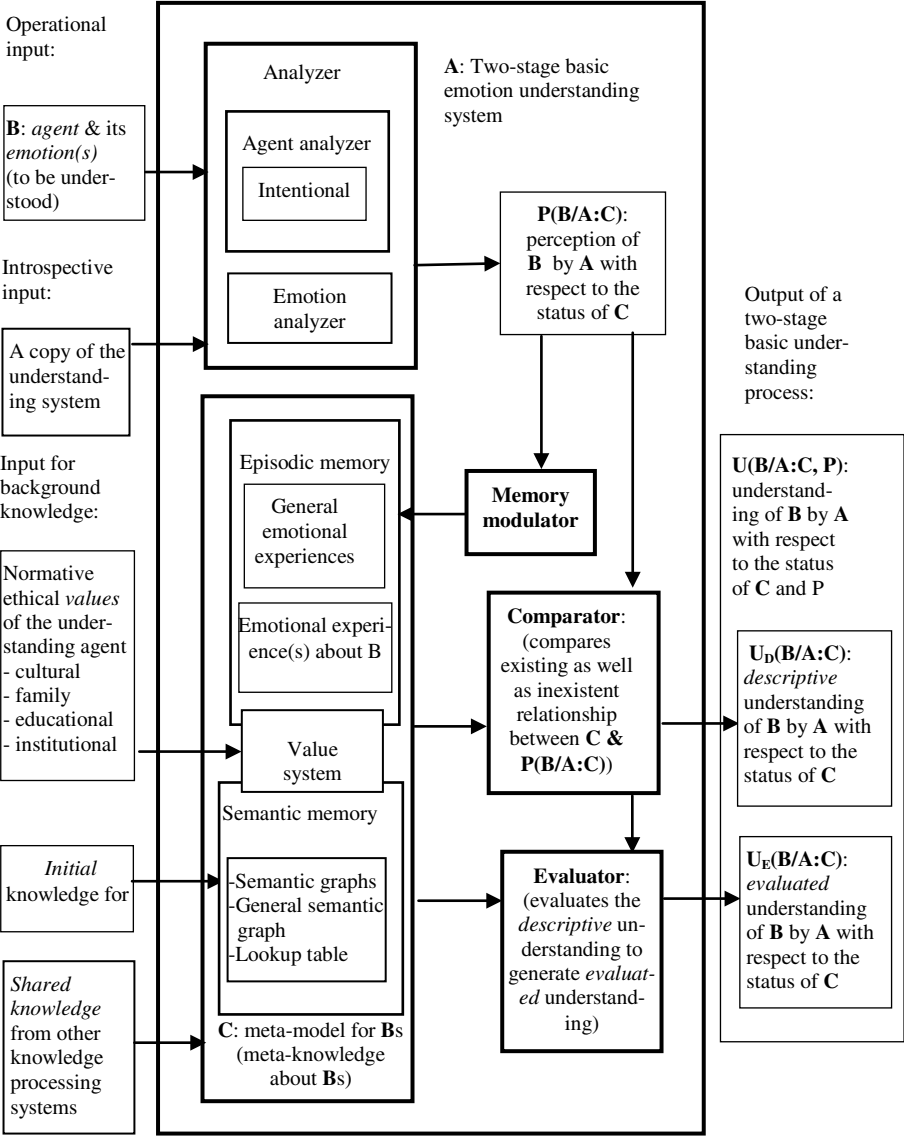 Operational
input:
B: agent & its
emotion(s)
(to be under-
stood)
Introspective
input:
A copy of the
understand-
ing system
Input for
background
knowledge:
Normative
ethical values
of the under-
standing agent
- cultural
- family
- educational
- institutional
Initial
knowledge for
Shared
knowledge
from other
knowledge
processing
systems
Analyzer
Agent analyzer
Intentional
Emotion
analyzer
A: Two-stage basic
emotion understanding
system
P(B/A:C):
perception of
B by A with
respect to the
status of C
Episodic memory
General
emotional
experiences
Emotional experi-
ence(s) about B
Value
system
Semantic memory
-Semantic graphs
-General semantic
graph
-Lookup table
C: meta-model for Bs
(meta-knowledge
about Bs)
Memory
modulator
Comparator:
(compares
existing as well
as inexistent
relationship
between C &
P(B/A:C))
Evaluator:
(evaluates the
descriptive un-
derstanding to
generate evaluat-
ed understand-
ing)
Output of a
two-stage
basic under-
standing
process:
U(B/A:C, P):
understand-
ing of B by A
with respect
to the status
of C and P
UD(B/A:C):
descriptive
understanding
of B by A with
respect to the
status of C
UE(B/A:C):
evaluated
understanding
of B by A with
respect to the
status of C